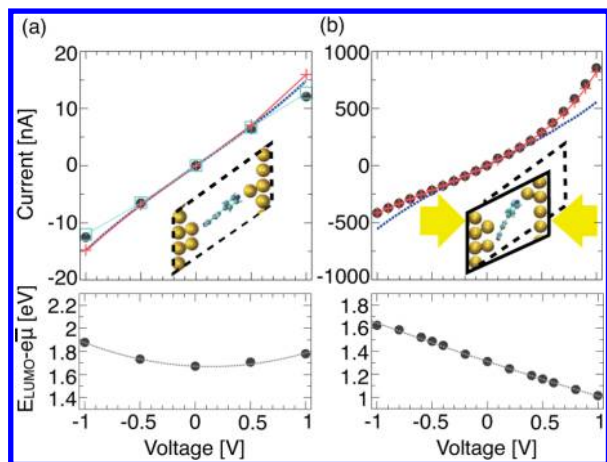 (a)
(b)
20
10
0
-10
-20
Current [nA]
1000
500
0
-500
-1000
2.2
2
1.8
1.6
1.4
E_LUMO-eμ̅ [eV]
1.8
1.6
1.4
1.2
1
-1 -0.5 0 0.5 1
-1 -0.5 0 0.5 1
Voltage [V]
Voltage [V]